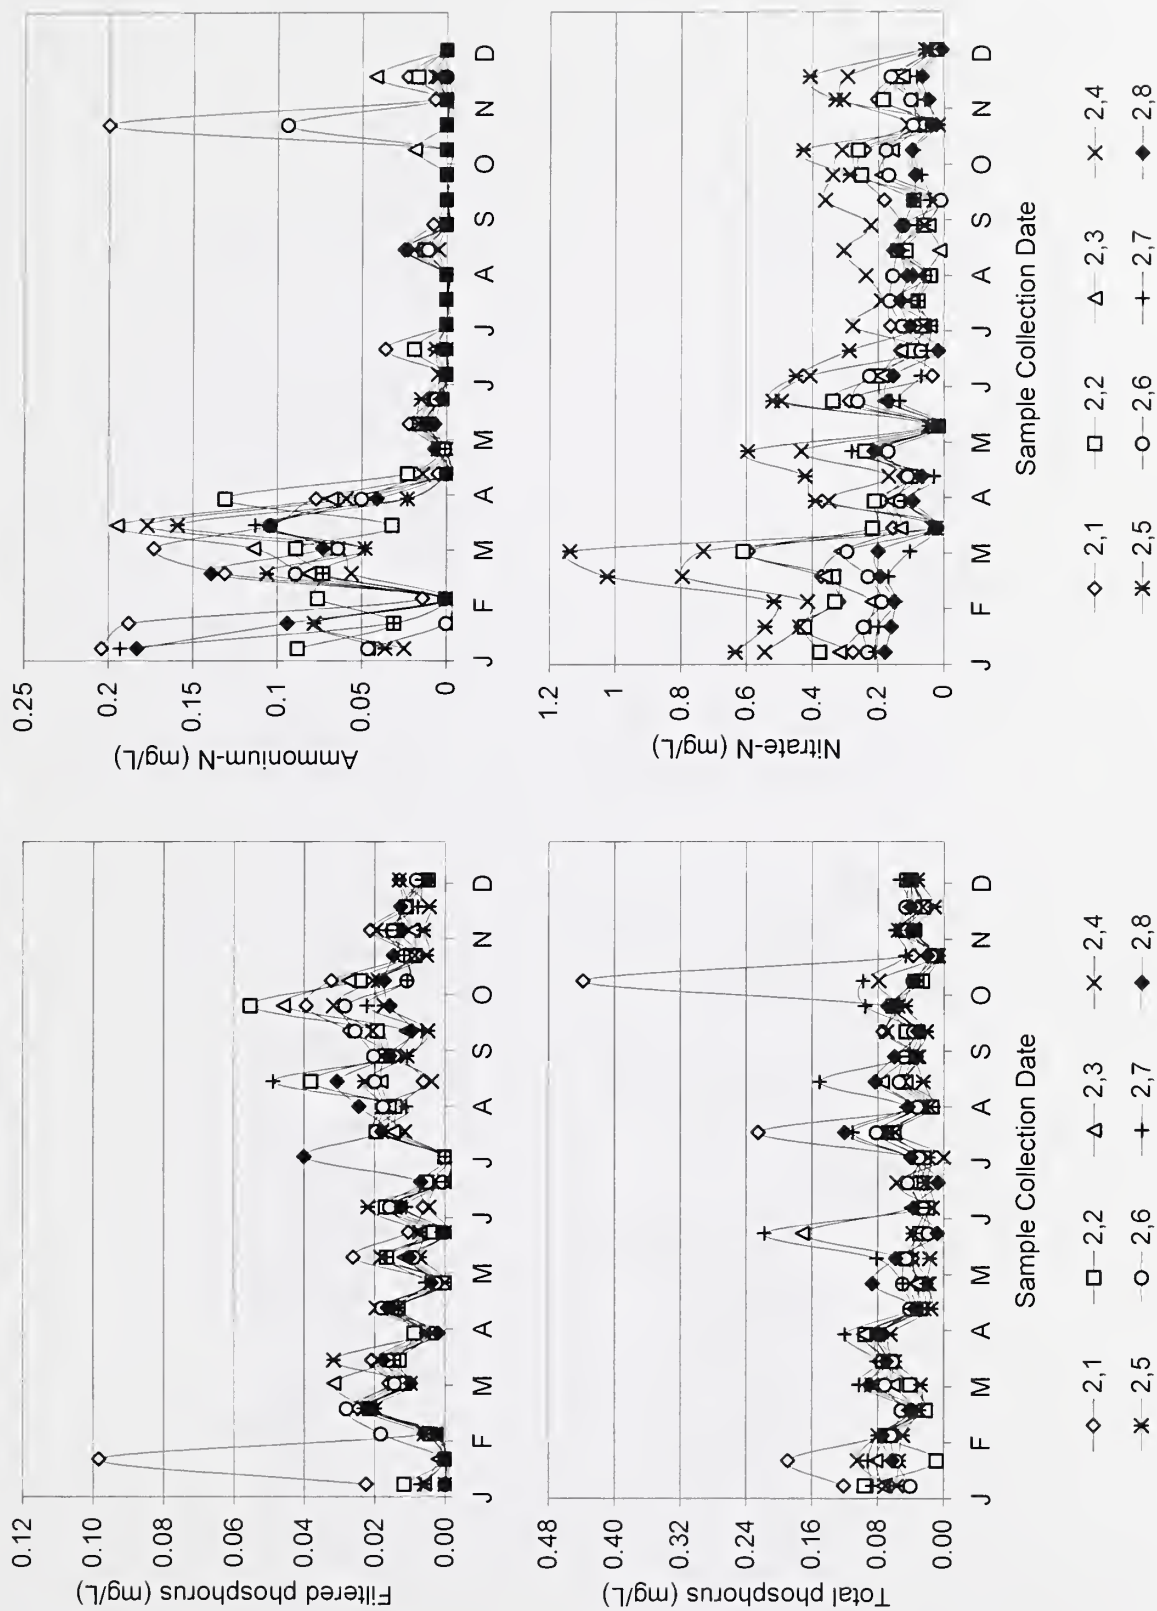 Filtered phosphorus (mg/L)
0.12
0.10
0.08
0.06
0.04
0.02
0.00
J F M A M J J A S O N D
Ammonium-N (mg/L)
0.25
0.2
0.15
0.1
0.05
0
J F M A M J J A S O N D
Total phosphorus (mg/L)
0.48
0.40
0.32
0.24
0.16
0.08
0.00
J F M A M J J A S O N D
Sample Collection Date
2,1 2,2 2,3 2,4
2,5 2,6 2,7 2,8
Nitrate-N (mg/L)
1.2
1
0.8
0.6
0.4
0.2
0
J F M A M J J A S O N D
Sample Collection Date
2,1 2,2 2,3 2,4
2,5 2,6 2,7 2,8